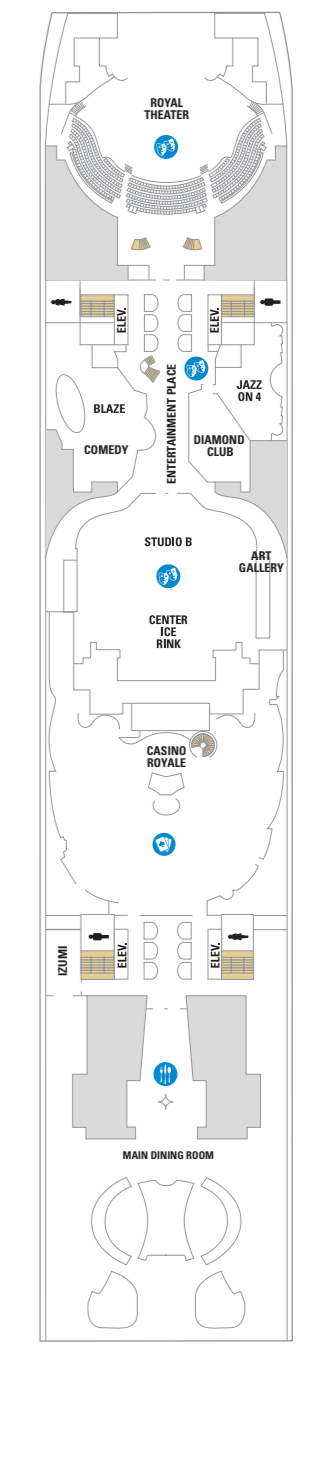 ROYAL
THEATER
ELEV.
ELEV.
ENTERTAINMENT PLACE
JAZZ
ON 4
BLAZE
COMEDY
DIAMOND
CLUB
STUDIO B
ART
GALLERY
CENTER
ICE
RINK
CASINO
ROYALE
IZUMI
ELEV.
ELEV.
MAIN DINING ROOM